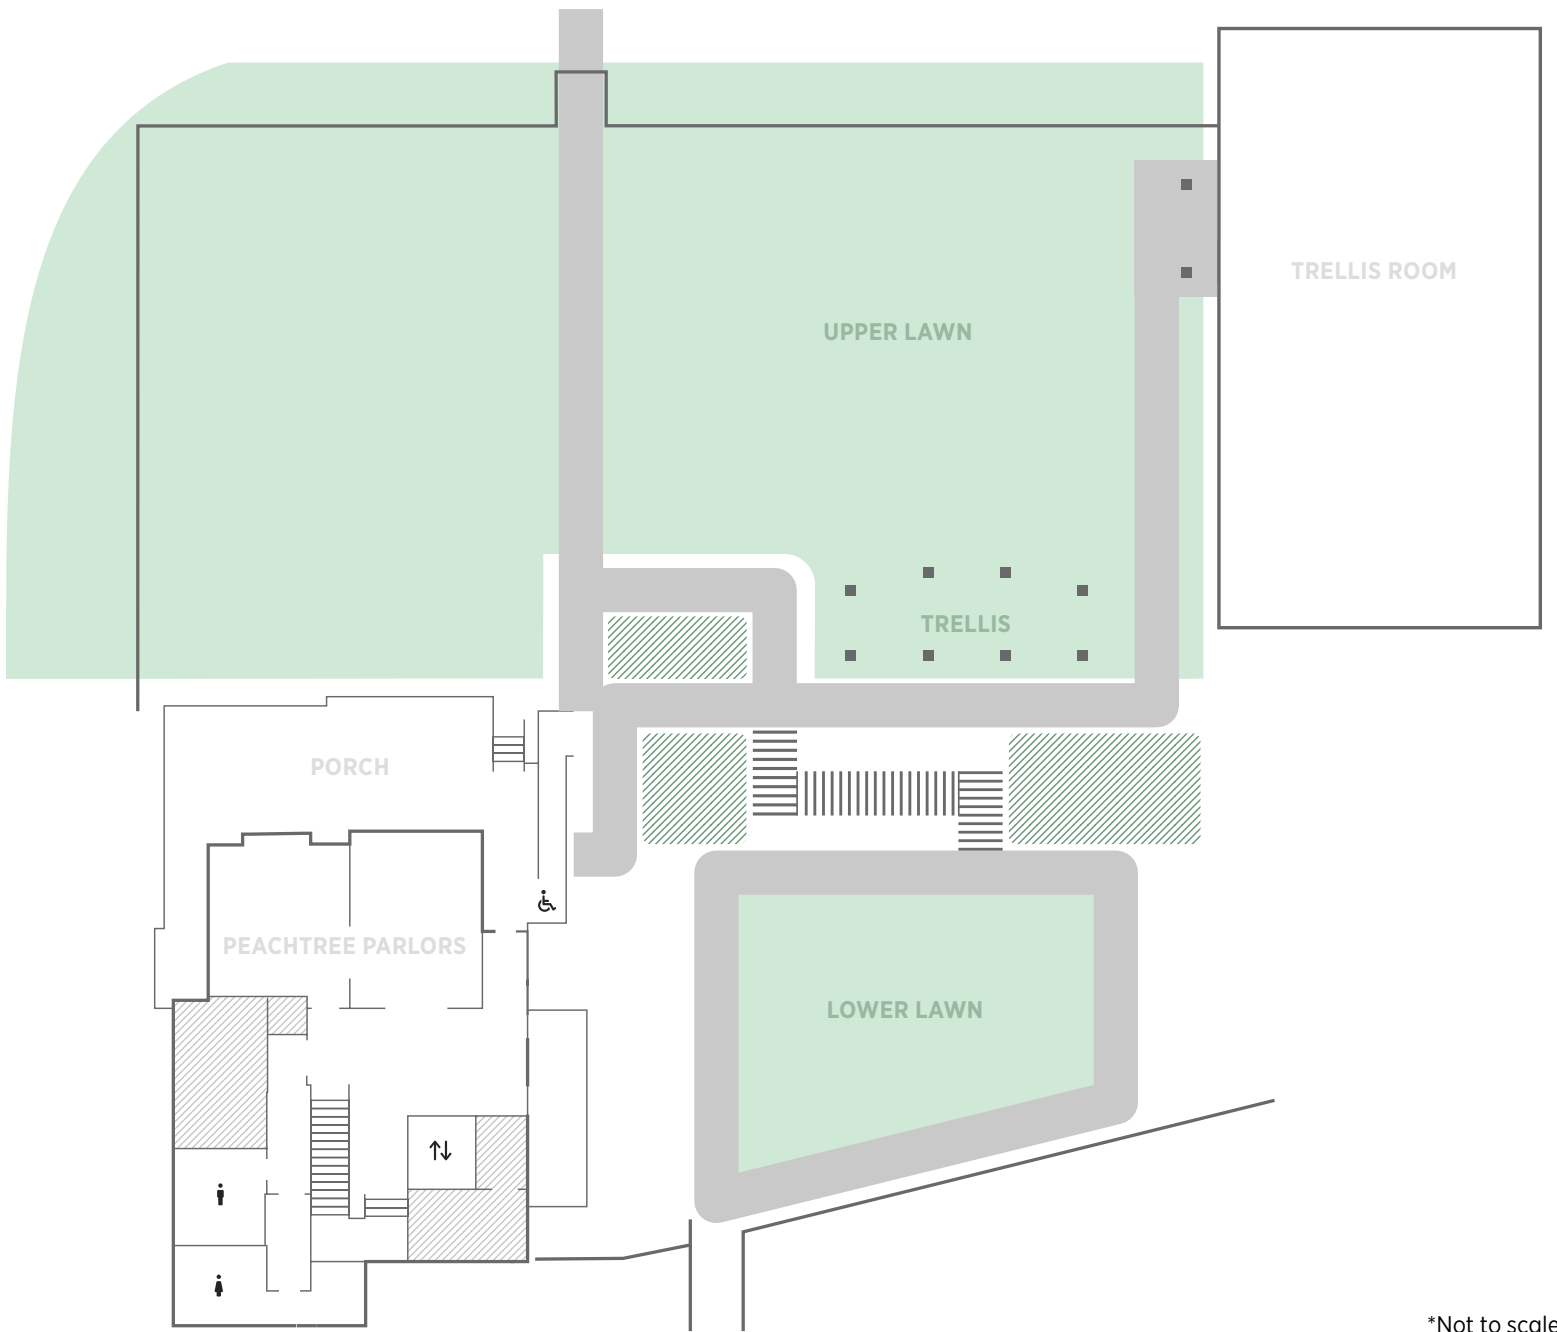 TRELLIS ROOM
UPPER LAWN
TRELLIS
PORCH
PEACHTREE PARLORS
LOWER LAWN
*Not to scale